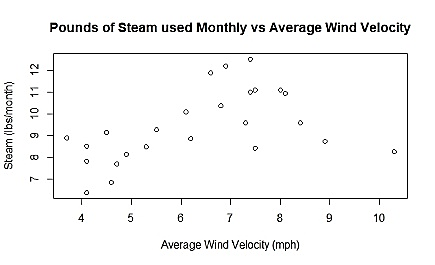 Pounds of Steam used Monthly vs Average Wind Velocity
Steam (lbs/month)
12
11
10
9
8
7
4 5 6 7 8 9 10
Average Wind Velocity (mph)